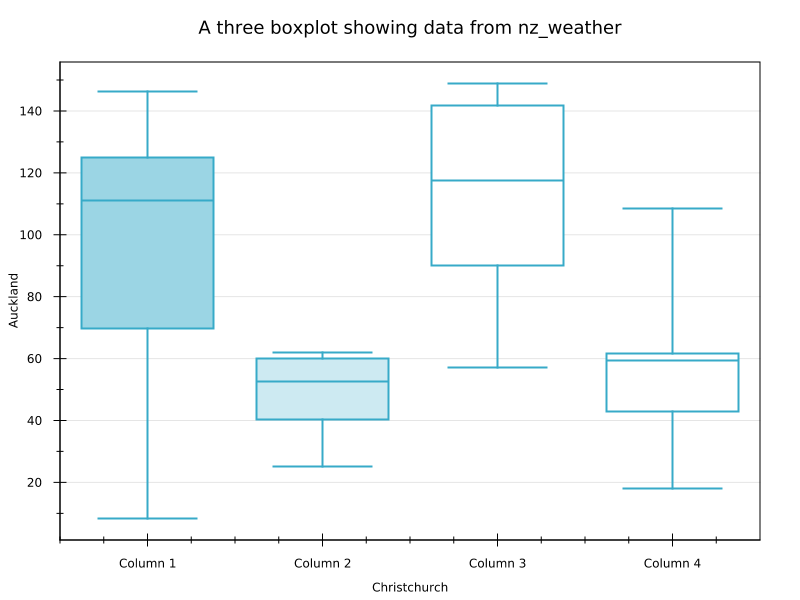 A three boxplot showing data from nz_weather
140
120
100
80
60
40
20
Auckland
Column 1
Column 2
Column 3
Column 4
Christchurch